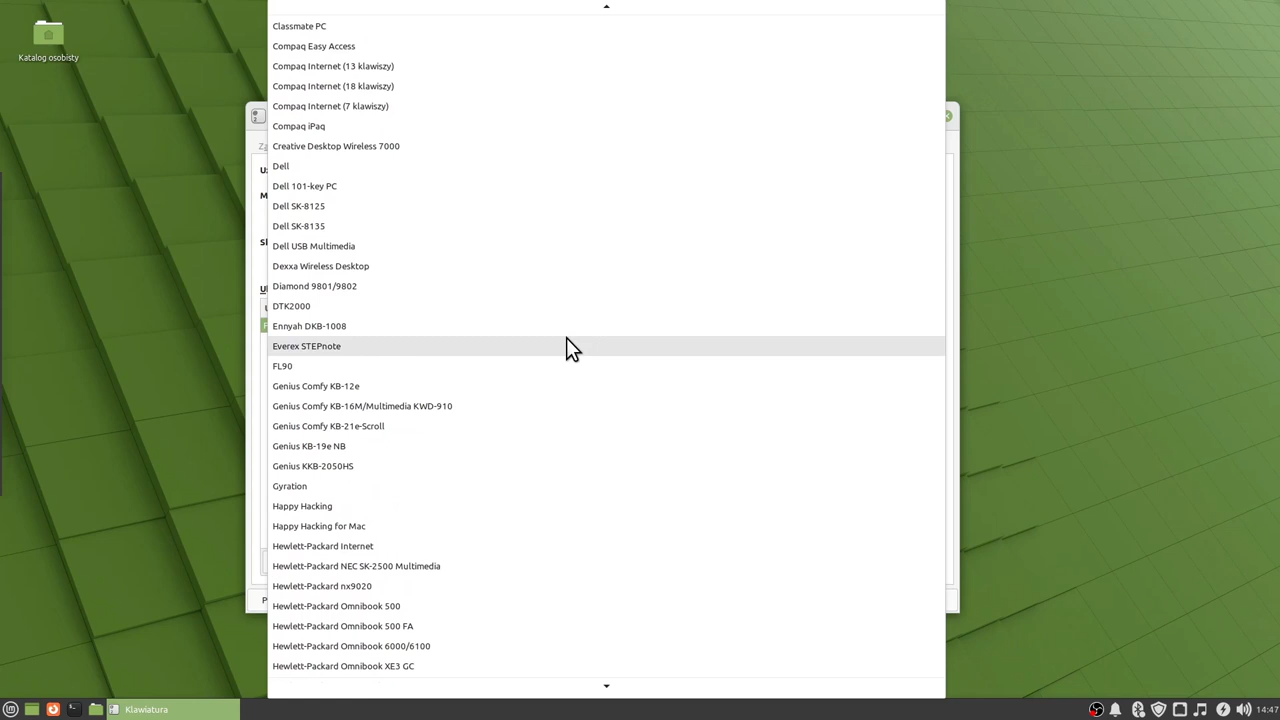 Katalog osobisty
Classmate PC
Compaq Easy Access
Compaq Internet (13 klawiszy)
Compaq Internet (18 klawiszy)
Compaq Internet (7 klawiszy)
Compaq iPaq
Creative Desktop Wireless 7000
Dell
Dell 101-key PC
Dell SK-8125
Dell SK-8135
Dell USB Multimedia
Dexxa Wireless Desktop
Diamond 9801/9802
DTK2000
Ennyah DKB-1008
Everex STEPnote
FL90
Genius Comfy KB-12e
Genius Comfy KB-16M/Multimedia KWD-910
Genius Comfy KB-21e-Scroll
Genius KB-19e NB
Genius KKB-2050HS
Gyration
Happy Hacking
Happy Hacking for Mac
Hewlett-Packard Internet
Hewlett-Packard NEC SK-2500 Multimedia
Hewlett-Packard nx9020
Hewlett-Packard Omnibook 500
Hewlett-Packard Omnibook 500 FA
Hewlett-Packard Omnibook 6000/6100
Hewlett-Packard Omnibook XE3 GC
Klawiatura
14:47